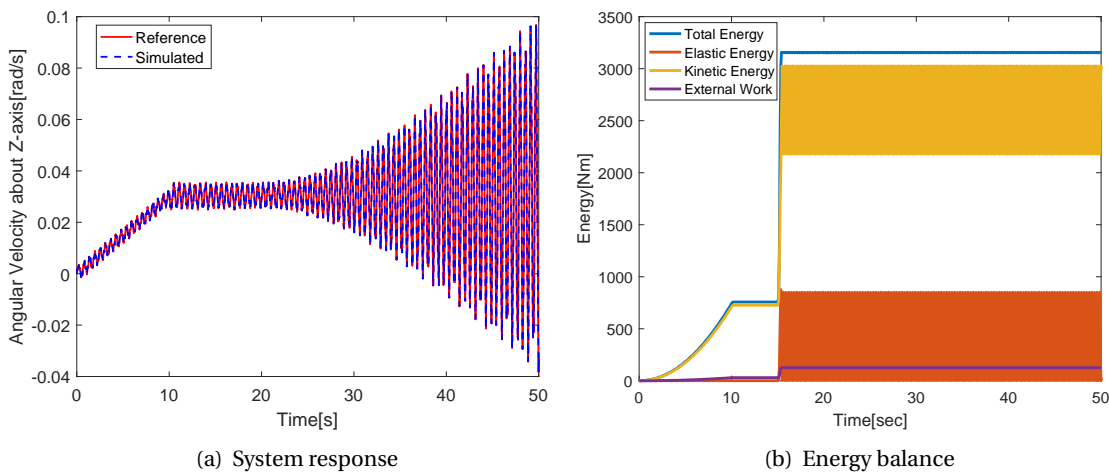 0.1
0.08
0.06
0.04
0.02
0
-0.02
-0.04
Angular Velocity about Z-axis[rad/s]
Reference
Simulated
0 10 20 30 40 50
Time[s]
(a) System response
3500
3000
2500
2000
1500
1000
500
0
Energy[Nm]
Total Energy
Elastic Energy
Kinetic Energy
External Work
0 10 20 30 40 50
Time[sec]
(b) Energy balance